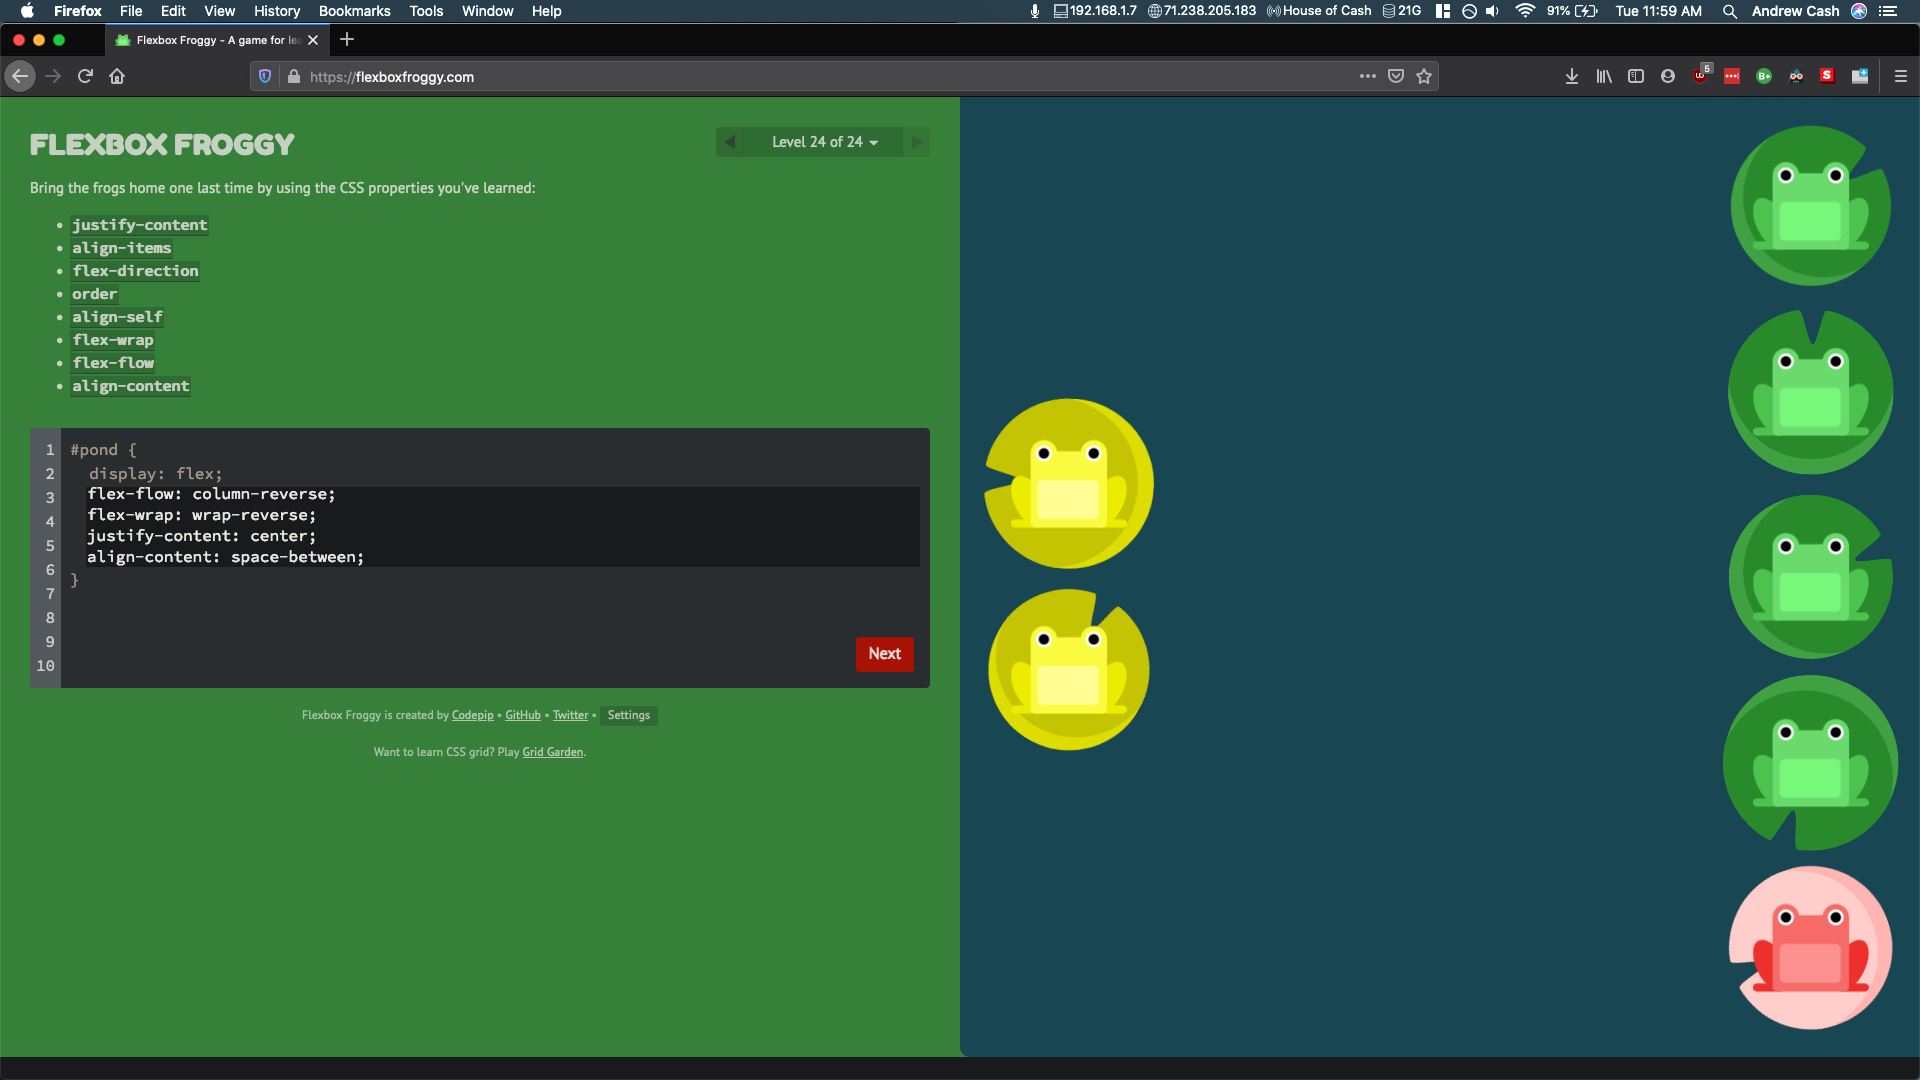 Firefox File Edit View History Bookmarks Tools Window Help 192.168.1.7 71.238.205.183 House of Cash 21G 91% Tue 11:59 AM Andrew Cash
Flexbox Froggy - A game for le
https://flexboxfroggy.com
5
B+
S
FLEXBOX FROGGY
Level 24 of 24
Bring the frogs home one last time by using the CSS properties you've learned:
• justify-content
• align-items
• flex-direction
• order
• align-self
• flex-wrap
• flex-flow
• align-content
1 #pond {
2 display: flex;
3 flex-flow: column-reverse;
4 flex-wrap: wrap-reverse;
5 justify-content: center;
6 align-content: space-between;
7 }
8
9
10
Next
Flexbox Froggy is created by Codepip • GitHub • Twitter • Settings
Want to learn CSS grid? Play Grid Garden.